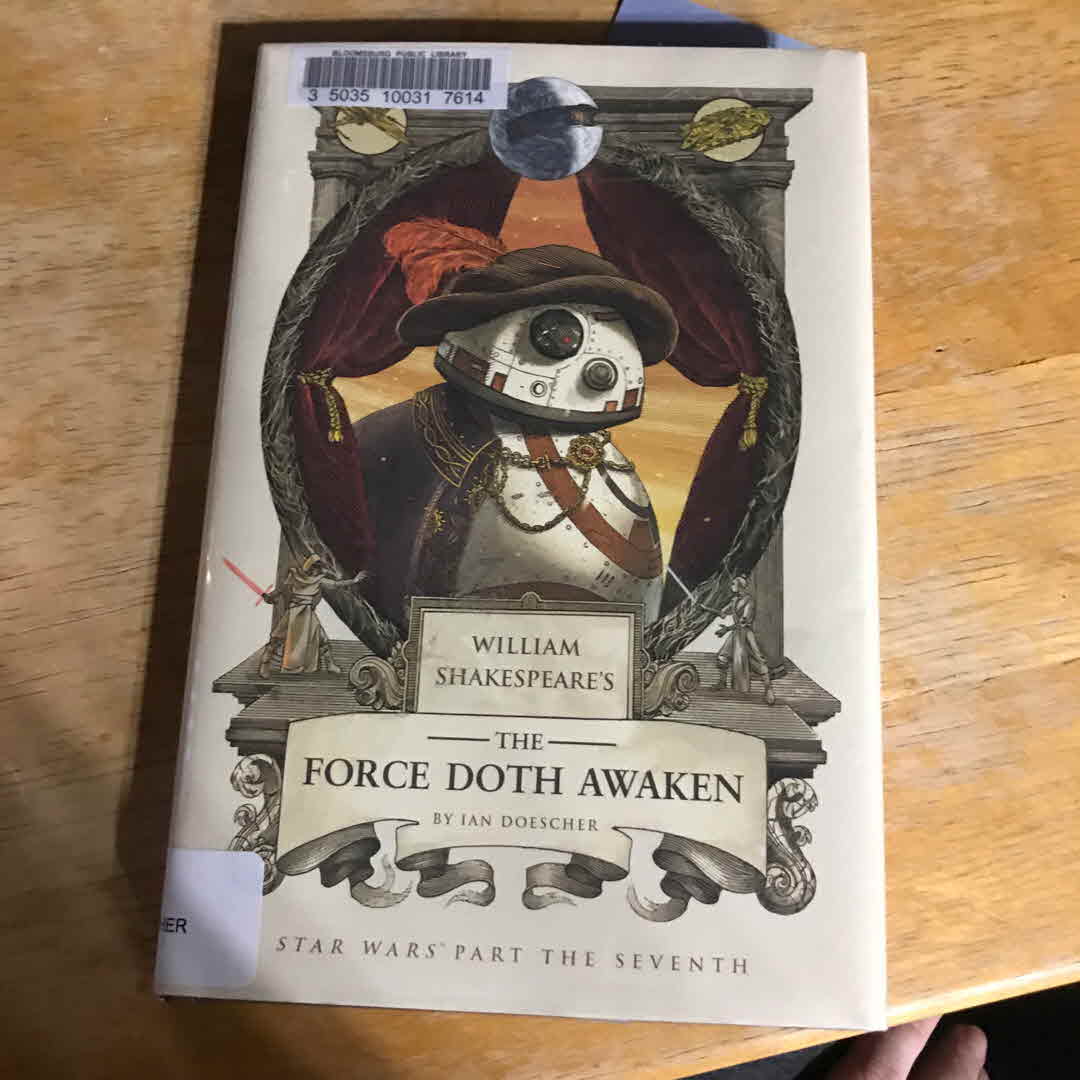 BLOOMSBURG PUBLIC LIBRARY
3 5035 10031 7614
WILLIAM
SHAKESPEARE'S
THE
FORCE DOTH AWAKEN
BY IAN DOESCHER
HER
STAR WARS™ PART THE SEVENTH